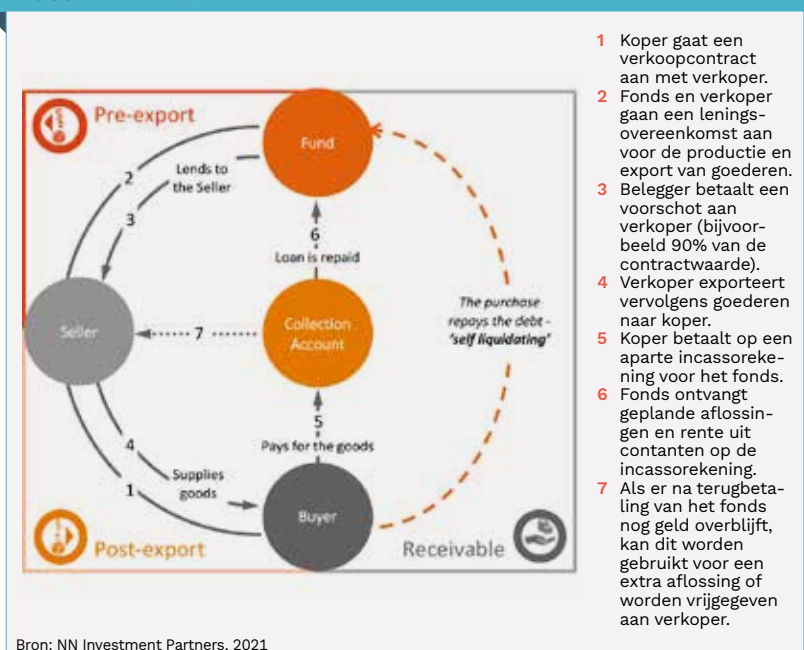 Pre-export
Fund
2
Lends to
the Seller
3
6
Loan is repaid
Seller
7
Collection
Account
The purchase
repays the debt -
'self liquidating'
5
Pays for the goods
4
Supplies
goods
1
Buyer
Post-export
Receivable
1 Koper gaat een
verkoopcontract
aan met verkoper.
2 Fonds en verkoper
gaan een lenings-
overeenkomst aan
voor de productie en
export van goederen.
3 Belegger betaalt een
voorschot aan
verkoper (bijvoor-
beeld 90% van de
contractwaarde).
4 Verkoper exporteert
vervolgens goederen
naar koper.
5 Koper betaalt op een
aparte incassoreke-
ning voor het fonds.
6 Fonds ontvangt
geplande aflossin-
gen en rente uit
contanten op de
incassorekening.
7 Als er na terugbeta-
ling van het fonds
nog geld overblijft,
kan dit worden
gebruikt voor een
extra aflossing of
worden vrijgegeven
aan verkoper.
Bron: NN Investment Partners, 2021